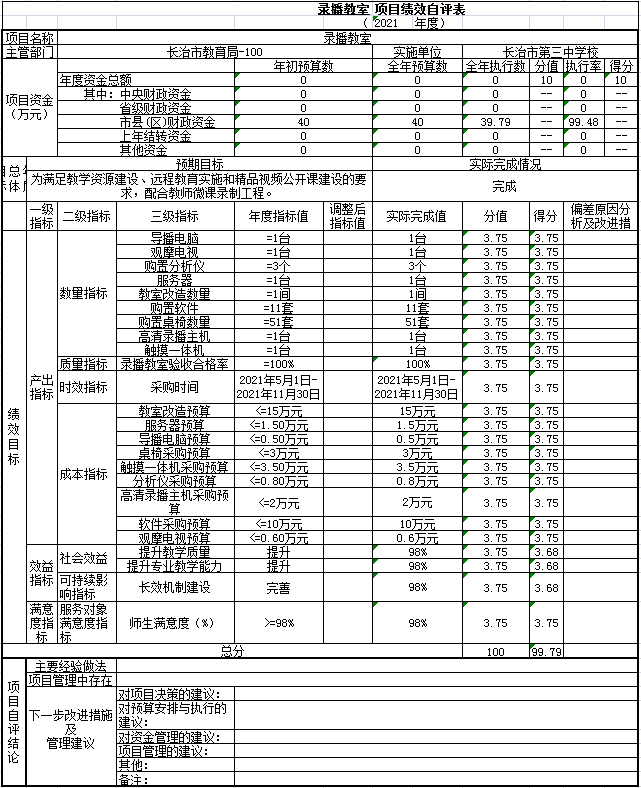 录播教室 项目绩效自评表
( 2021 年度)
项目名称 录播教室
主管部门 长治市教育局-100 实施单位 长治市第三中学校
项目资金(万元) 年初预算数 全年预算数 全年执行数 分值 执行率 得分
年度资金总额 0 0 0 10 0 10
其中：中央财政资金 0 0 0 -- 0 --
省级财政资金 0 0 0 -- 0 --
市县(区)财政资金 40 40 39.79 -- 99.48 --
上年结转资金 0 0 0 -- 0 --
其他资金 0 0 0 -- 0 --
预期目标 实际完成情况
为满足教学资源建设、远程教育实施和精品视频公开课建设的要
求，配合教师微课录制工程。 完成
一级指标 二级指标 三级指标 年度指标值 调整后指标值 实际完成值 分值 得分 偏差原因分析及改进措
绩效目标 产出指标 数量指标 导播电脑 =1台 1台 3.75 3.75
观摩电视 =1台 1台 3.75 3.75
购置分析仪 =3个 3个 3.75 3.75
服务器 =1台 1台 3.75 3.75
教室改造数量 =1间 1间 3.75 3.75
购置软件 =11套 11套 3.75 3.75
购置桌椅数量 =51套 51套 3.75 3.75
高清录播主机 =1台 1台 3.75 3.75
触摸一体机 =1台 1台 3.75 3.75
质量指标 录播教室验收合格率 =100% 100% 3.75 3.75
时效指标 采购时间 2021年5月1日-2021年11月30日 2021年5月1日-2021年11月30日 3.75 3.75
成本指标 教室改造预算 <=15万元 15万元 3.75 3.75
服务器预算 <=1.50万元 1.5万元 3.75 3.75
导播电脑预算 <=0.50万元 0.5万元 3.75 3.75
桌椅采购预算 <=3万元 3万元 3.75 3.75
触摸一体机采购预算 <=3.50万元 3.5万元 3.75 3.75
分析仪采购预算 <=0.80万元 0.8万元 3.75 3.75
高清录播主机采购预算 <=2万元 2万元 3.75 3.75
软件采购预算 <=10万元 10万元 3.75 3.75
观摩电视预算 <=0.60万元 0.6万元 3.75 3.75
效益指标 社会效益 提升教学质量 提升 98% 3.75 3.68
提升专业教学能力 提升 98% 3.75 3.68
可持续影响指标 长效机制建设 完善 98% 3.75 3.68
满意度指标 服务对象满意度指标 师生满意度（%） >=98% 98% 3.75 3.75
总分 100 99.79
项目自评结论 主要经验做法
项目管理中存在
下一步改进措施及管理建议 对项目决策的建议：
对预算安排与执行的建议：
对资金管理的建议：
项目管理的建议：
其他：
备注：